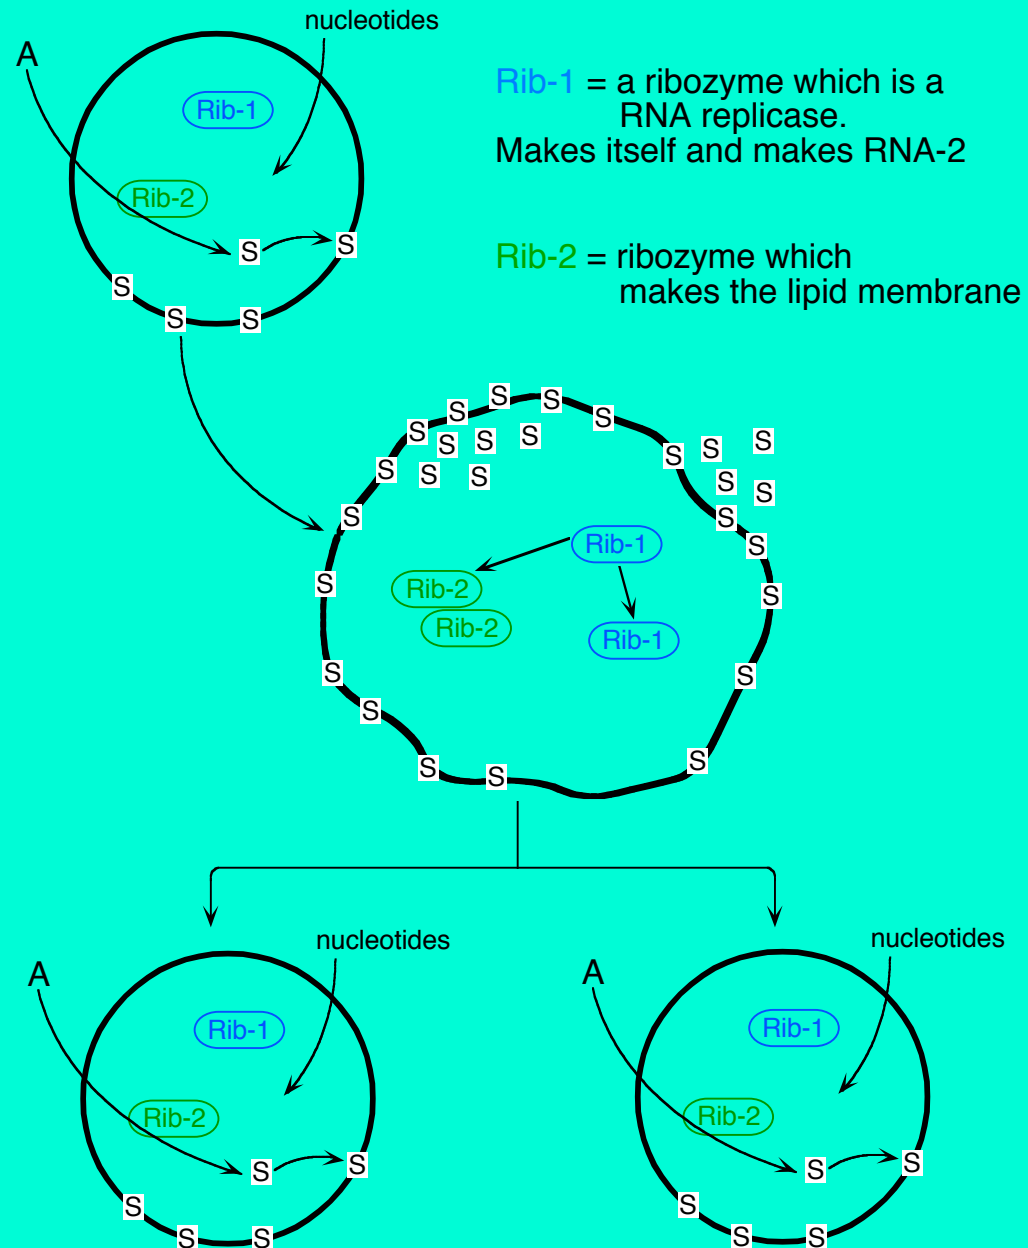 nucleotides
A
Rib-1 = a ribozyme which is a
RNA replicase.
Makes itself and makes RNA-2
Rib-1
Rib-2
S
S
S
S
S
Rib-2 = ribozyme which
makes the lipid membrane
S S
S S
S S S S S S
S S S S S S
S S
Rib-1
S
Rib-2
S S
Rib-2
Rib-1
S S
S
S S S
nucleotides
A
Rib-1
Rib-2
S
S
S
S
S
nucleotides
A
Rib-1
Rib-2
S
S
S
S
S